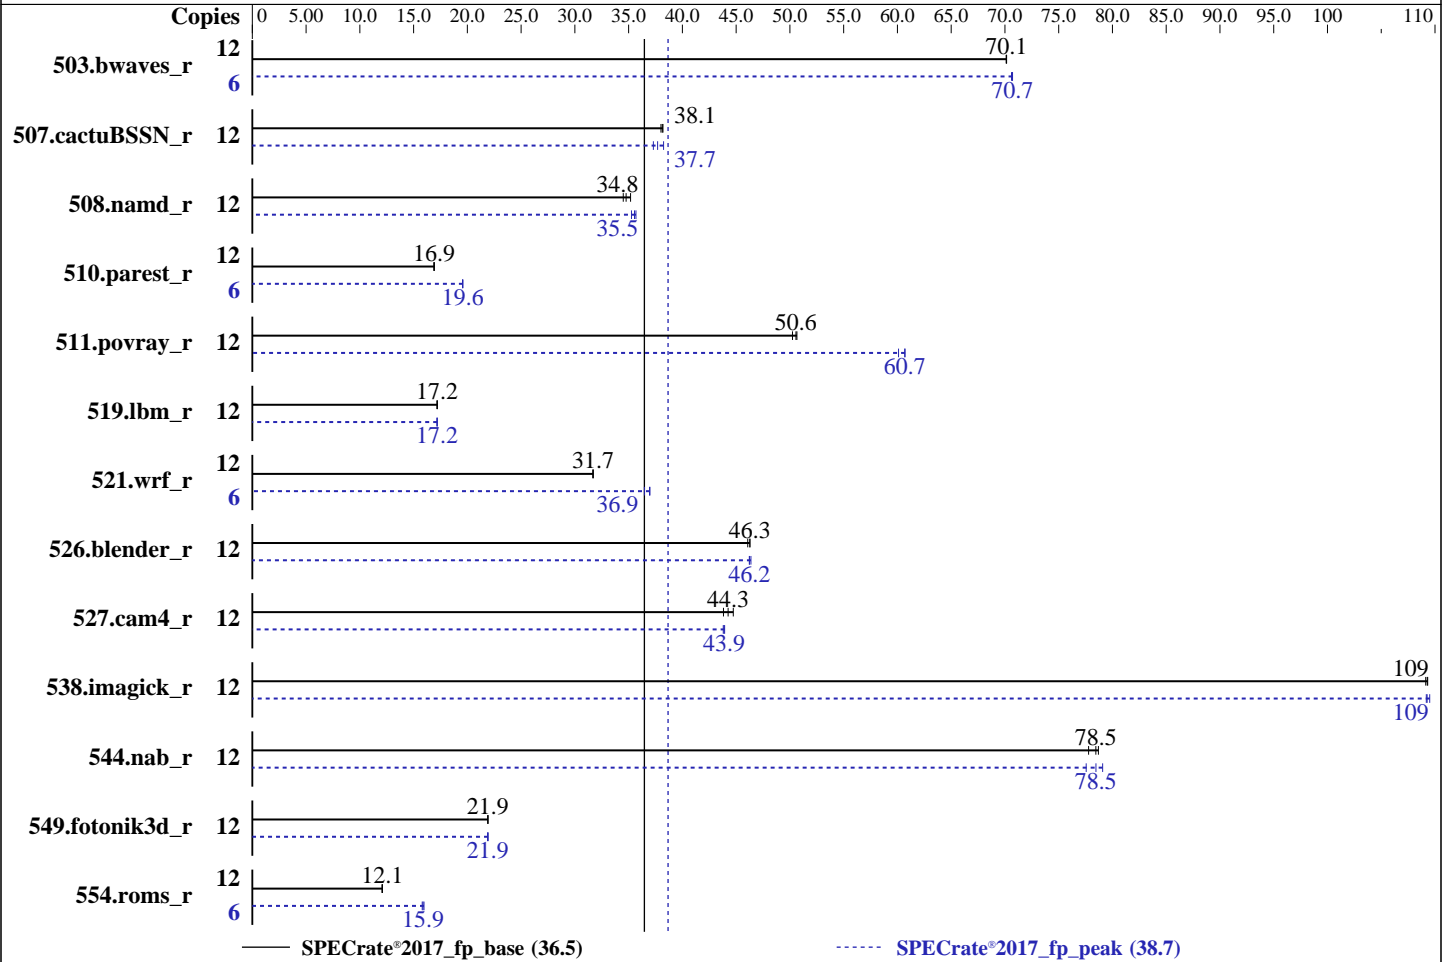 Copies 0 5.00 10.0 15.0 20.0 25.0 30.0 35.0 40.0 45.0 50.0 55.0 60.0 65.0 70.0 75.0 80.0 85.0 90.0 95.0 100 110
503.bwaves_r 12 70.1
6 70.7
507.cactuBSSN_r 12 38.1
37.7
508.namd_r 12 34.8
35.5
510.parest_r 12 16.9
6 19.6
511.povray_r 12 50.6
60.7
519.lbm_r 12 17.2
17.2
521.wrf_r 12 31.7
6 36.9
526.blender_r 12 46.3
46.2
527.cam4_r 12 44.3
43.9
538.imagick_r 12 109
109
544.nab_r 12 78.5
78.5
549.fotonik3d_r 12 21.9
21.9
554.roms_r 12 12.1
6 15.9
SPECrate®2017_fp_base (36.5) SPECrate®2017_fp_peak (38.7)